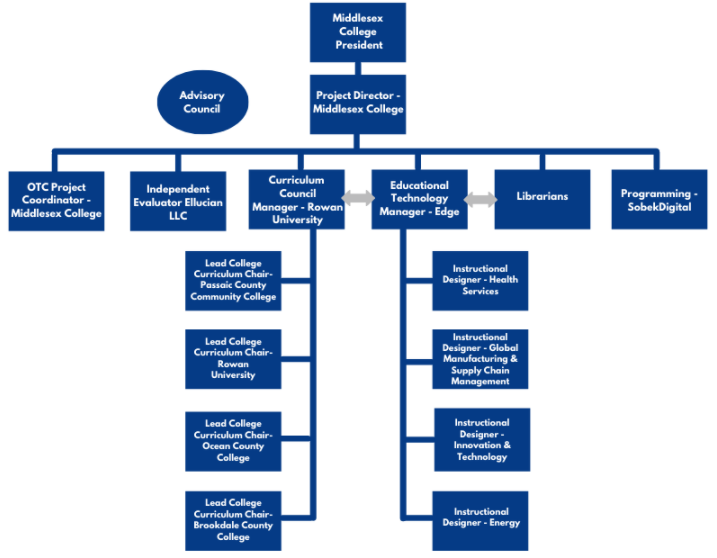 Middlesex
College
President
Advisory
Council
Project Director -
Middlesex College
OTC Project
Coordinator -
Middlesex College
Independent
Evaluator Ellucian
LLC
Curriculum
Council
Manager - Rowan
University
Educational
Technology
Manager - Edge
Librarians
Programming -
SobekDigital
Lead College
Curriculum Chair-
Passaic County
Community College
Lead College
Curriculum Chair-
Rowan
University
Lead College
Curriculum Chair-
Ocean County
College
Lead College
Curriculum Chair-
Brookdale County
College
Instructional
Designer - Health
Services
Instructional
Designer - Global
Manufacturing &
Supply Chain
Management
Instructional
Designer -
Innovation &
Technology
Instructional
Designer - Energy